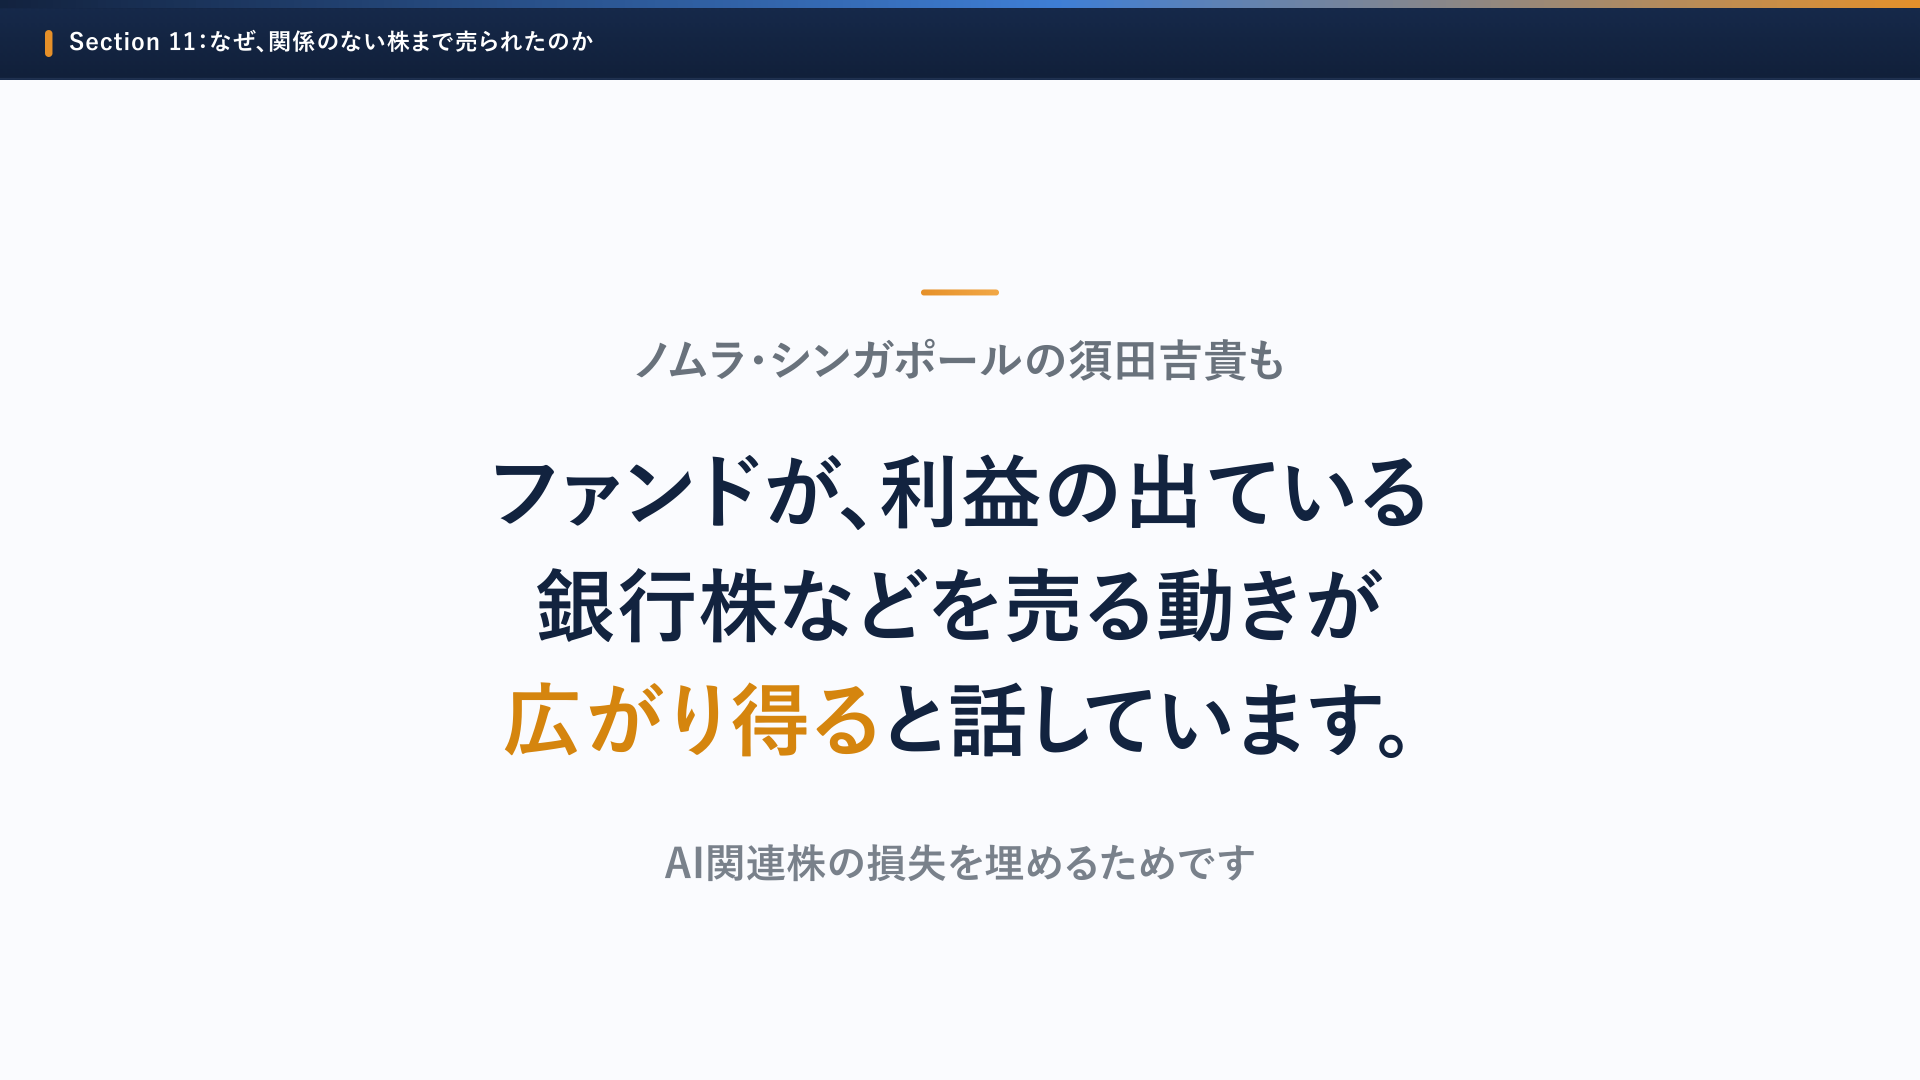 Section 11：なぜ、関係のない株まで売られたのか
ノムラ・シンガポールの須田吉貴も
ファンドが、利益の出ている
銀行株などを売る動きが
広がり得ると話しています。
AI関連株の損失を埋めるためです